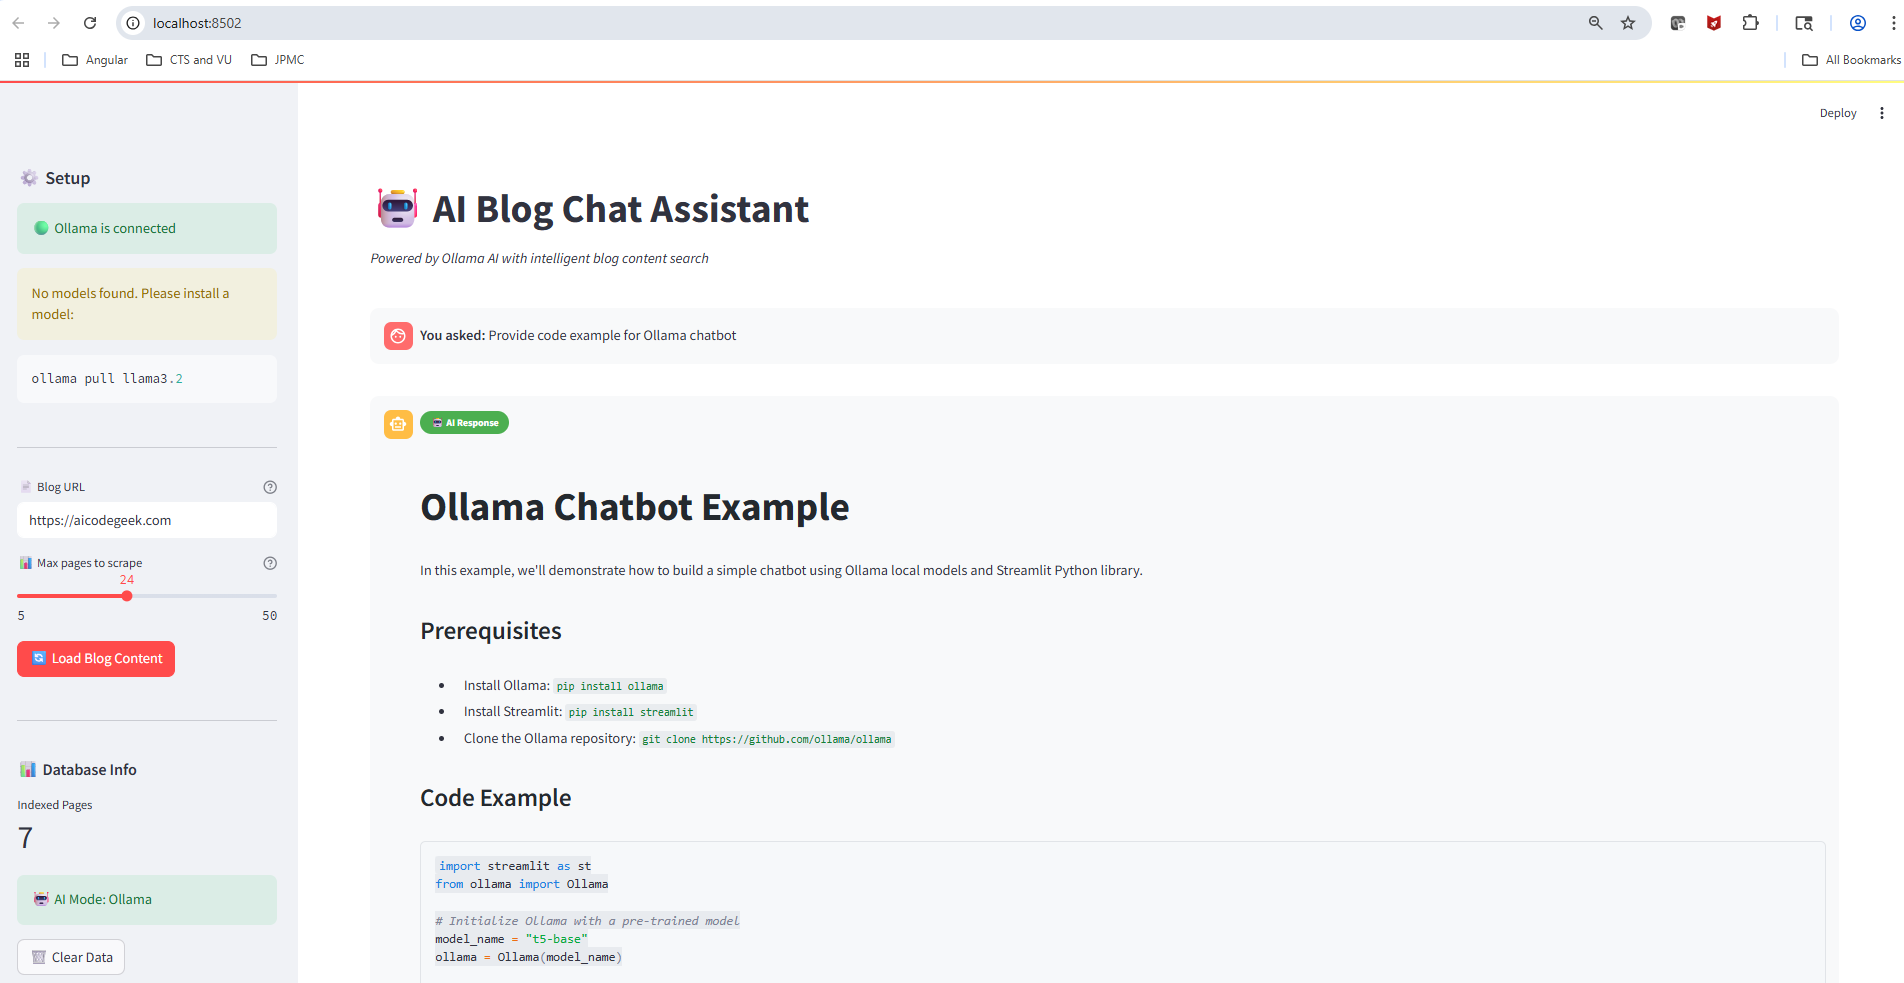 localhost:8502
Angular
CTS and VU
JPMC
All Bookmarks
Deploy
Setup
Ollama is connected
No models found. Please install a
model:
ollama pull llama3.2
Blog URL
https://aicodegeek.com
Max pages to scrape
24
5
50
Load Blog Content
Database Info
Indexed Pages
7
AI Mode: Ollama
Clear Data
AI Blog Chat Assistant
Powered by Ollama AI with intelligent blog content search
You asked: Provide code example for Ollama chatbot
AI Response
Ollama Chatbot Example
In this example, we'll demonstrate how to build a simple chatbot using Ollama local models and Streamlit Python library.
Prerequisites
Install Ollama: pip install ollama
Install Streamlit: pip install streamlit
Clone the Ollama repository: git clone https://github.com/ollama/ollama
Code Example
import streamlit as st
from ollama import Ollama
# Initialize Ollama with a pre-trained model
model_name = "t5-base"
ollama = Ollama(model_name)